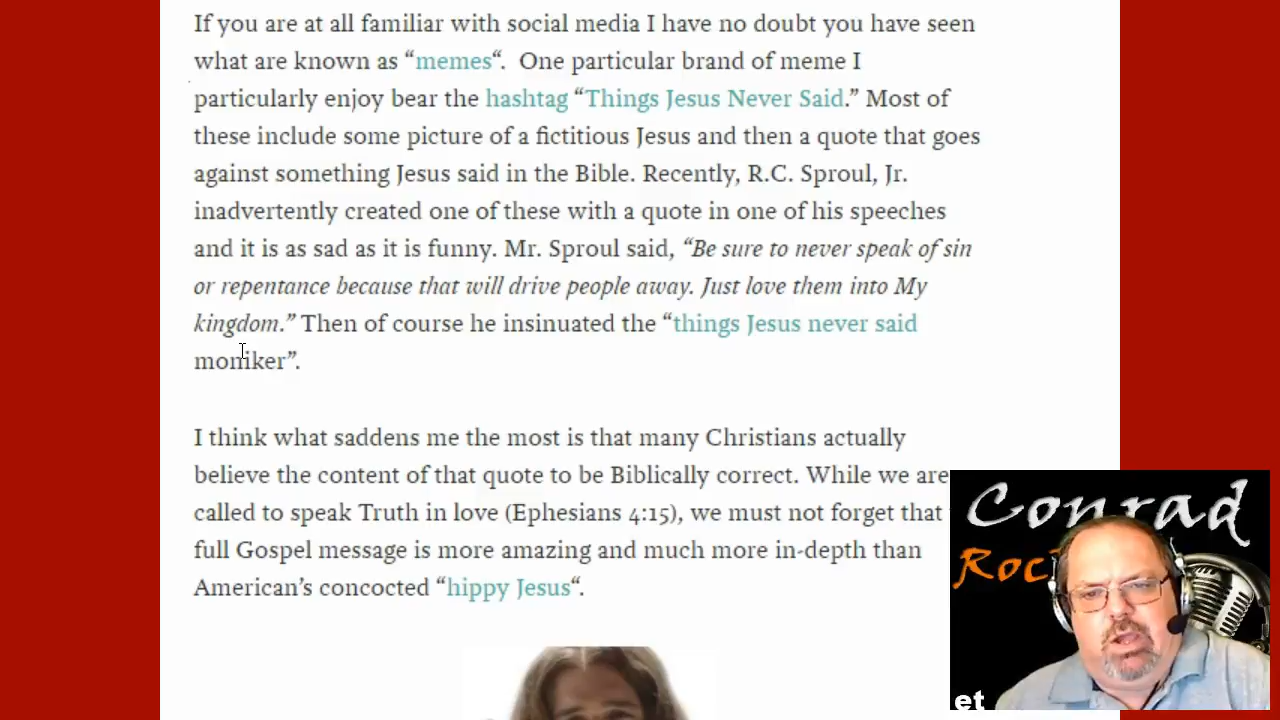 If you are at all familiar with social media I have no doubt you have seen
what are known as “memes“.  One particular brand of meme I
particularly enjoy bear the hashtag “Things Jesus Never Said.” Most of
these include some picture of a fictitious Jesus and then a quote that goes
against something Jesus said in the Bible. Recently, R.C. Sproul, Jr.
inadvertently created one of these with a quote in one of his speeches
and it is as sad as it is funny. Mr. Sproul said, “Be sure to never speak of sin
or repentance because that will drive people away. Just love them into My
kingdom.” Then of course he insinuated the “things Jesus never said
moniker”.
I think what saddens me the most is that many Christians actually
believe the content of that quote to be Biblically correct. While we are
called to speak Truth in love (Ephesians 4:15), we must not forget that
full Gospel message is more amazing and much more in-depth than
American’s concocted “hippy Jesus“.
Conrad
et